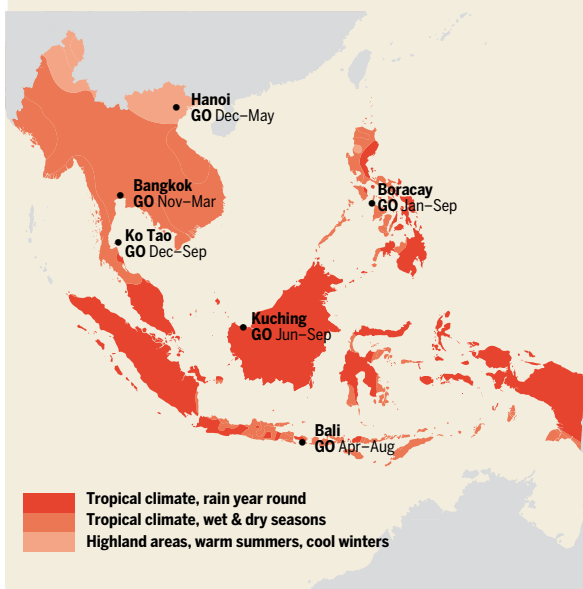 Hanoi
GO Dec–May
Bangkok
GO Nov–Mar
Boracay
GO Jan–Sep
Ko Tao
GO Dec–Sep
Kuching
GO Jun–Sep
Bali
GO Apr–Aug
Tropical climate, rain year round
Tropical climate, wet & dry seasons
Highland areas, warm summers, cool winters